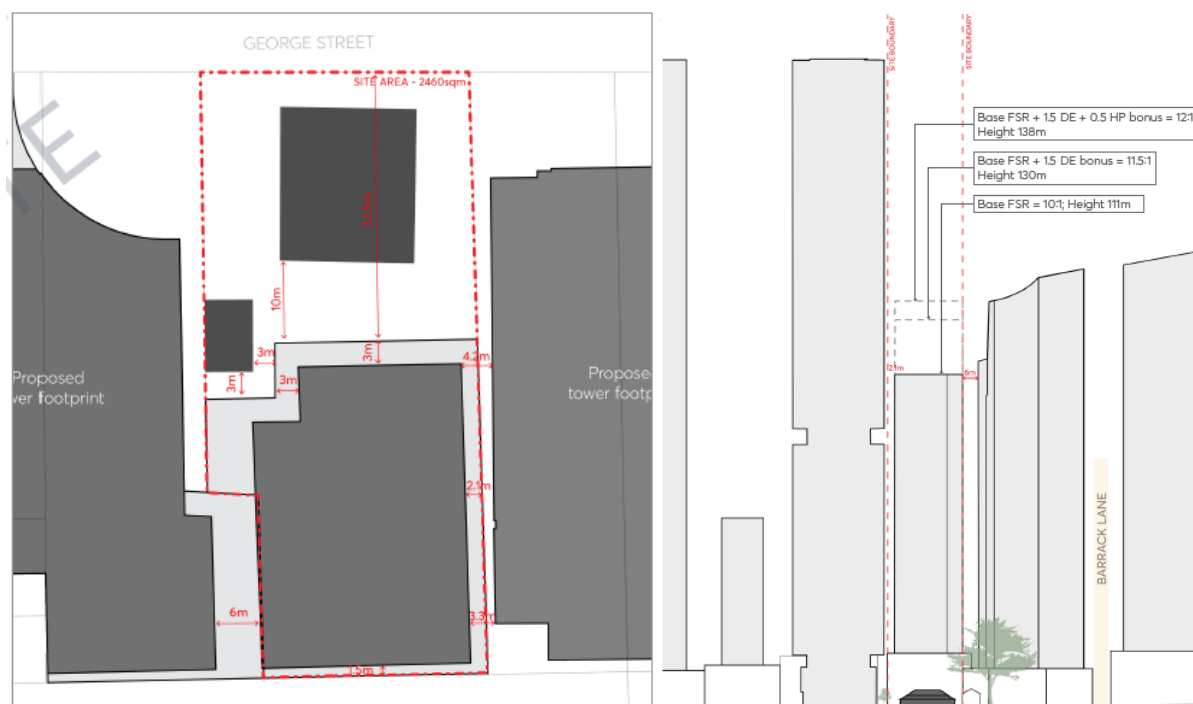 GEORGE STREET
SITE AREA - 2460sqm
E
10m
3m
3m
3m
3m
4.2m
Proposed
wer footprint
Propose
tower footp
2.1m
6m
3.3m
1.5m
SITE BOUNDARY
SITE BOUNDARY
Base FSR + 1.5 DE + 0.5 HP bonus = 12:1
Height 138m
Base FSR + 1.5 DE bonus = 11.5:1
Height 130m
Base FSR = 10:1; Height 111m
6m
BARRACK LANE